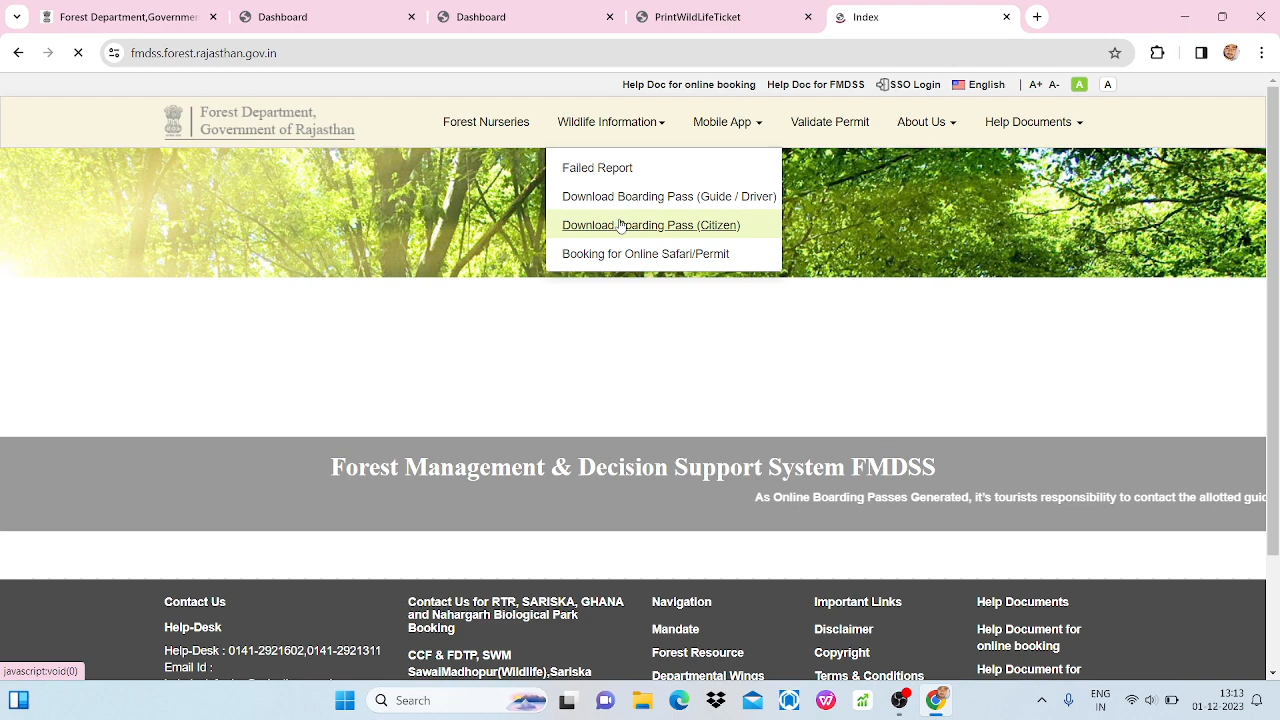 Forest Department,Governmen
Dashboard
Dashboard
PrintWildLifeTicket
Index
fmdss.forest.rajasthan.gov.in
Help Doc for online booking
Help Doc for FMDSS
SSO Login
English
|
A+
A-
A
A
Forest Department,
Government of Rajasthan
Forest Nurseries
Wildlife Information
Mobile App
Validate Permit
About Us
Help Documents
Failed Report
Download Boarding Pass (Guide / Driver)
Download Boarding Pass (Citizen)
Booking for Online Safari/Permit
Forest Management & Decision Support System FMDSS
As Online Boarding Passes Generated, it's tourists responsibility to contact the allotted guid
Contact Us
Help-Desk
Help-Desk : 0141-2921602,0141-2921311
Email Id :
Contact Us for RTR, SARISKA, GHANA
and Nahargarh Biological Park
Booking
CCF & FDTP, SWM
SawaiMadhopur(Wildlife),Sariska
Navigation
Mandate
Forest Resource
Departmental Wings
Important Links
Disclaimer
Copyright
Terms & Conditions
Help Documents
Help Document for
online booking
Help Document for
javascript:void(0)
Search
ENG
IN
13:13
01-12-2023